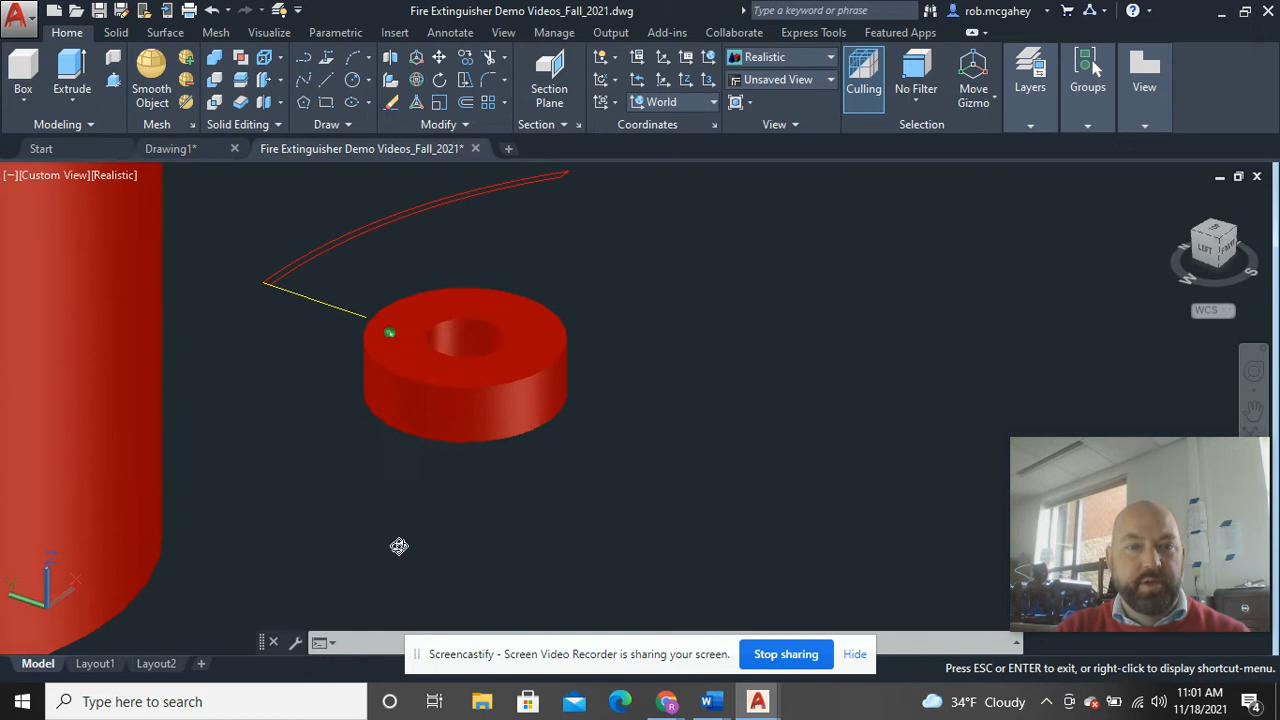 Fire Extinguisher Demo Videos_Fall_2021.dwg
Type a keyword or phrase
rob.mcgahey
Home Solid Surface Mesh Visualize Parametric Insert Annotate View Manage Output Add-ins Collaborate Express Tools Featured Apps
Realistic
Unsaved View
World
Box
Extrude
Smooth
Object
Section
Plane
Culling
No Filter
Move
Gizmo
Layers
Groups
View
Modeling
Mesh
Solid Editing
Draw
Modify
Section
Coordinates
View
Selection
Start
Drawing1*
Fire Extinguisher Demo Videos_Fall_2021*
[−][Custom View][Realistic]
LEFT
FRONT
S
WCS
Z
X
Y
Screencastify - Screen Video Recorder is sharing your screen.
Stop sharing
Hide
Model
Layout1
Layout2
Press ESC or ENTER to exit, or right-click to display shortcut-menu.
Type here to search
34°F Cloudy
11:01 AM
11/18/2021
4